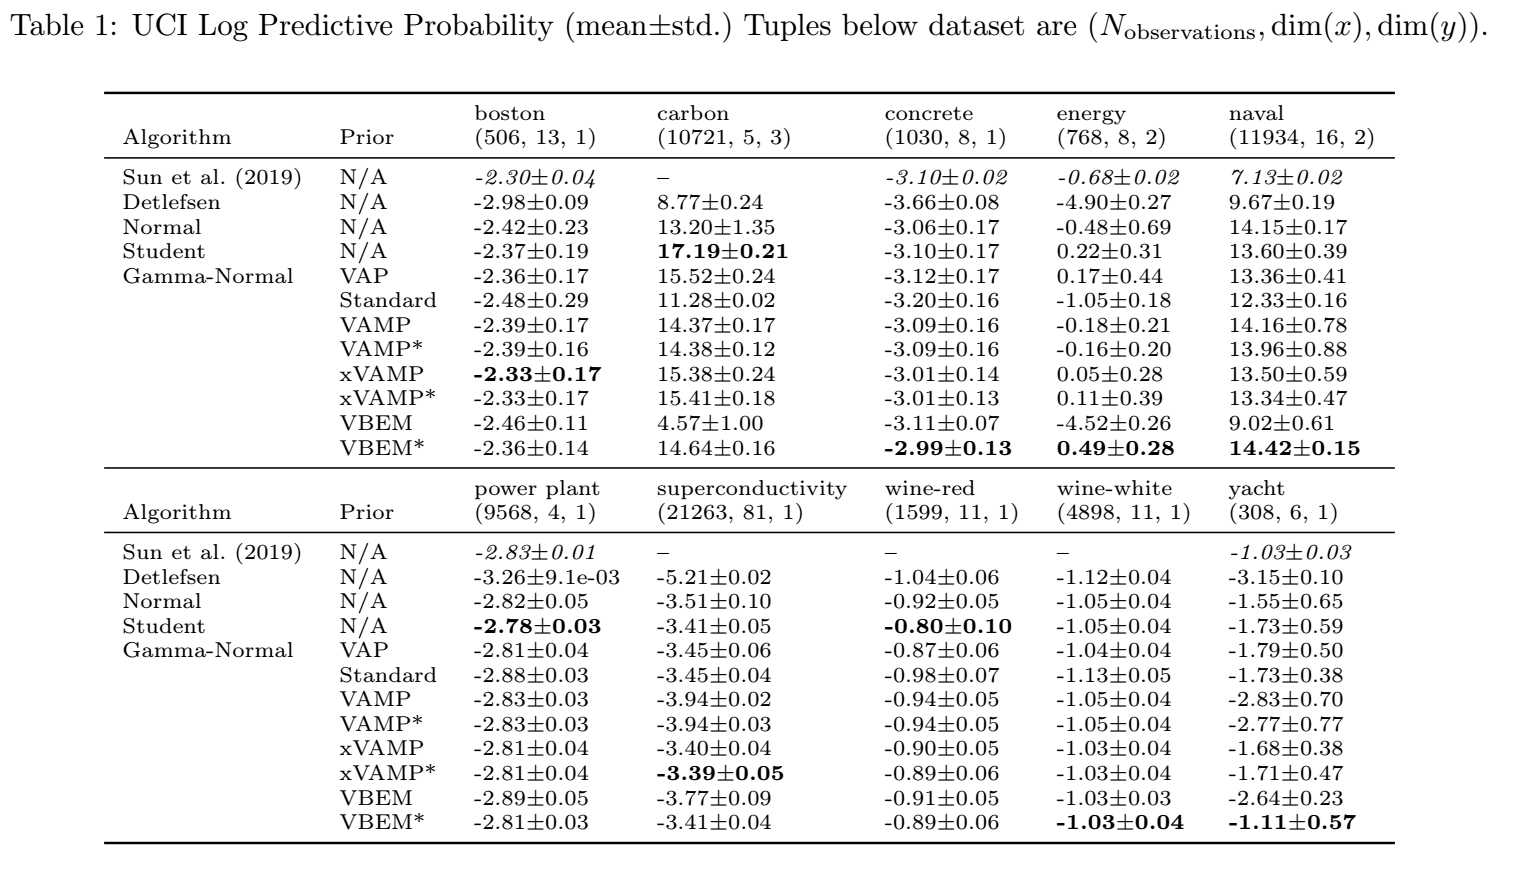 Table 1: UCI Log Predictive Probability (mean±std.) Tuples below dataset are (N_observations, dim(x), dim(y)).
boston carbon concrete energy naval
Algorithm Prior (506, 13, 1) (10721, 5, 3) (1030, 8, 1) (768, 8, 2) (11934, 16, 2)
Sun et al. (2019) N/A -2.30±0.04 – -3.10±0.02 -0.68±0.02 7.13±0.02
Detlefsen N/A -2.98±0.09 8.77±0.24 -3.66±0.08 -4.90±0.27 9.67±0.19
Normal N/A -2.42±0.23 13.20±1.35 -3.06±0.17 -0.48±0.69 14.15±0.17
Student N/A -2.37±0.19 17.19±0.21 -3.10±0.17 0.22±0.31 13.60±0.39
Gamma-Normal VAP -2.36±0.17 15.52±0.24 -3.12±0.17 0.17±0.44 13.36±0.41
Standard -2.48±0.29 11.28±0.02 -3.20±0.16 -1.05±0.18 12.33±0.16
VAMP -2.39±0.17 14.37±0.17 -3.09±0.16 -0.18±0.21 14.16±0.78
VAMP* -2.39±0.16 14.38±0.12 -3.09±0.16 -0.16±0.20 13.96±0.88
xVAMP -2.33±0.17 15.38±0.24 -3.01±0.14 0.05±0.28 13.50±0.59
xVAMP* -2.33±0.17 15.41±0.18 -3.01±0.13 0.11±0.39 13.34±0.47
VBEM -2.46±0.11 4.57±1.00 -3.11±0.07 -4.52±0.26 9.02±0.61
VBEM* -2.36±0.14 14.64±0.16 -2.99±0.13 0.49±0.28 14.42±0.15
power plant superconductivity wine-red wine-white yacht
Algorithm Prior (9568, 4, 1) (21263, 81, 1) (1599, 11, 1) (4898, 11, 1) (308, 6, 1)
Sun et al. (2019) N/A -2.83±0.01 – – – -1.03±0.03
Detlefsen N/A -3.26±9.1e-03 -5.21±0.02 -1.04±0.06 -1.12±0.04 -3.15±0.10
Normal N/A -2.82±0.05 -3.51±0.10 -0.92±0.05 -1.05±0.04 -1.55±0.65
Student N/A -2.78±0.03 -3.41±0.05 -0.80±0.10 -1.05±0.04 -1.73±0.59
Gamma-Normal VAP -2.81±0.04 -3.45±0.06 -0.87±0.06 -1.04±0.04 -1.79±0.50
Standard -2.88±0.03 -3.45±0.04 -0.98±0.07 -1.13±0.05 -1.73±0.38
VAMP -2.83±0.03 -3.94±0.02 -0.94±0.05 -1.05±0.04 -2.83±0.70
VAMP* -2.83±0.03 -3.94±0.03 -0.94±0.05 -1.05±0.04 -2.77±0.77
xVAMP -2.81±0.04 -3.40±0.04 -0.90±0.05 -1.03±0.04 -1.68±0.38
xVAMP* -2.81±0.04 -3.39±0.05 -0.89±0.06 -1.03±0.04 -1.71±0.47
VBEM -2.89±0.05 -3.77±0.09 -0.91±0.05 -1.03±0.03 -2.64±0.23
VBEM* -2.81±0.03 -3.41±0.04 -0.89±0.06 -1.03±0.04 -1.11±0.57